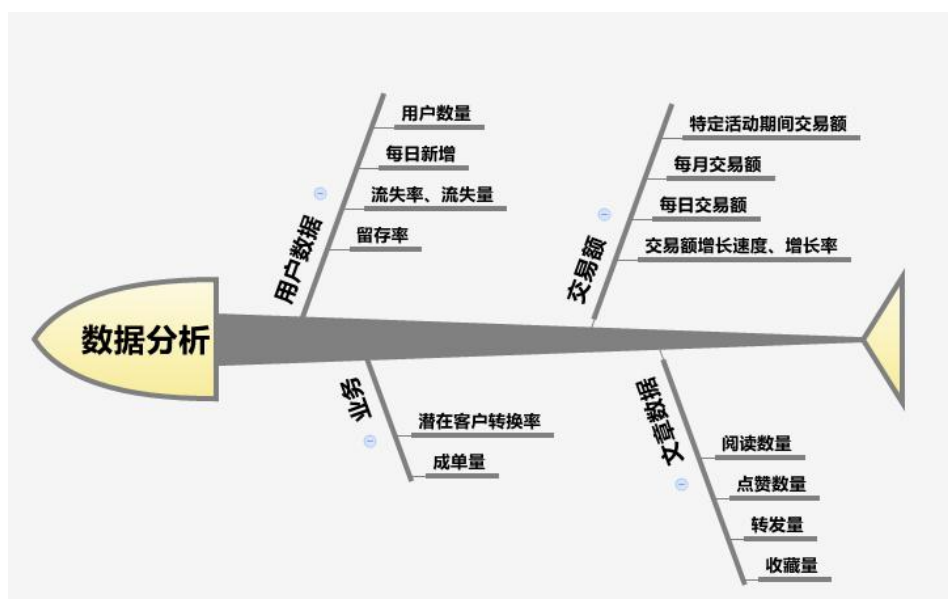 数据分析
用户数据
用户数量
每日新增
流失率、流失量
留存率
交易额
特定活动期间交易额
每月交易额
每日交易额
交易额增长速度、增长率
业务
潜在客户转换率
成单量
文章数据
阅读数量
点赞数量
转发量
收藏量